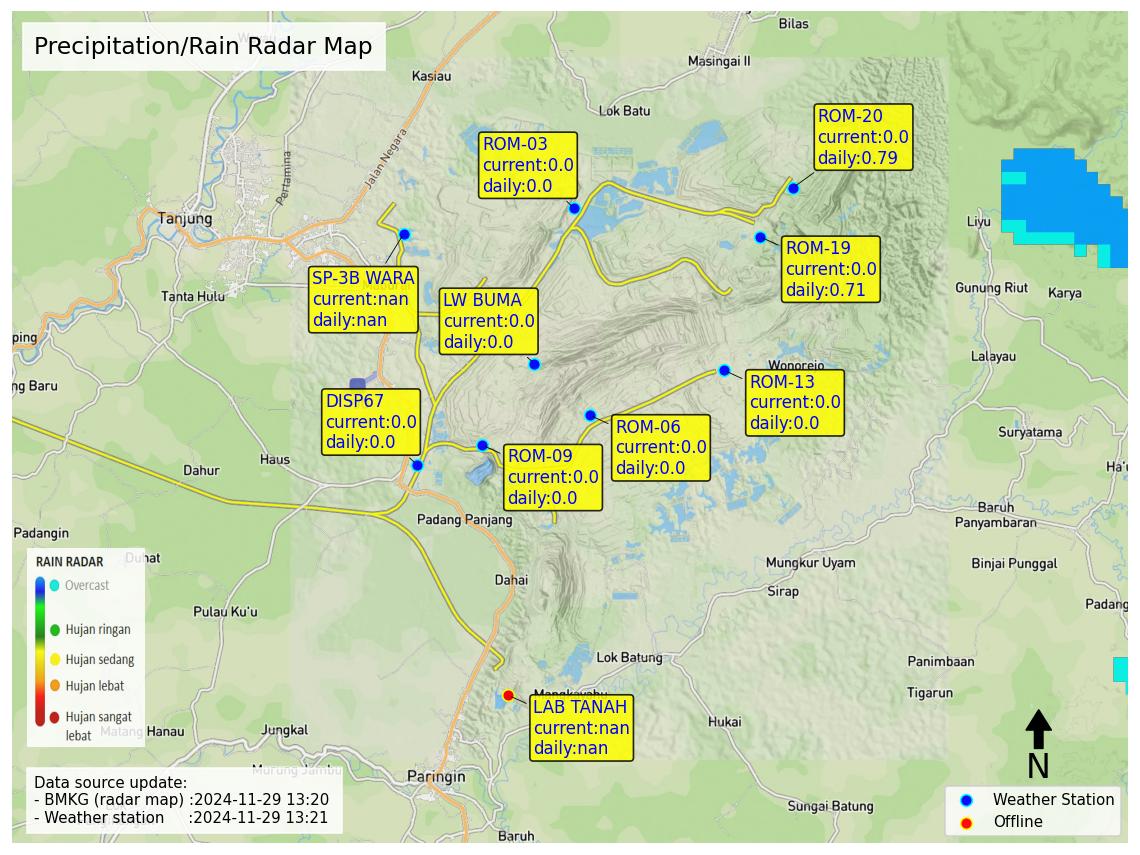 Precipitation/Rain Radar Map
Bilas
Masingai II
Kasiau
Lok Batu
Jalan Negara
Pertamina
Tanjung
Tanta Hulu
ROM-03
current:0.0
daily:0.0
ROM-20
current:0.0
daily:0.79
ROM-19
current:0.0
daily:0.71
SP-3B WARA
current:nan
daily:nan
LW BUMA
current:0.0
daily:0.0
Liyu
Gunung Riut
Karya
Lalayau
ping
ng Baru
Wonorejo
ROM-13
current:0.0
daily:0.0
DISP67
current:0.0
daily:0.0
ROM-06
current:0.0
daily:0.0
ROM-09
current:0.0
daily:0.0
Suryatama
Ha'u
Haus
Dahur
Baruh
Panyambaran
Padang Panjang
Padangin
Duhat
Binjai Punggal
Mungkur Uyam
Sirap
Dahai
Padang
Pulau Ku'u
RAIN RADAR
Overcast
Hujan ringan
Hujan sedang
Hujan lebat
Hujan sangat
lebat
Lok Batung
Panimbaan
Tigarun
Mangkayahu
LAB TANAH
current:nan
daily:nan
Hukai
Matang Hanau
Jungkal
Murung Jambu
Paringin
Sungai Batung
Baruh
Data source update:
- BMKG (radar map) :2024-11-29 13:20
- Weather station :2024-11-29 13:21
N
Weather Station
Offline